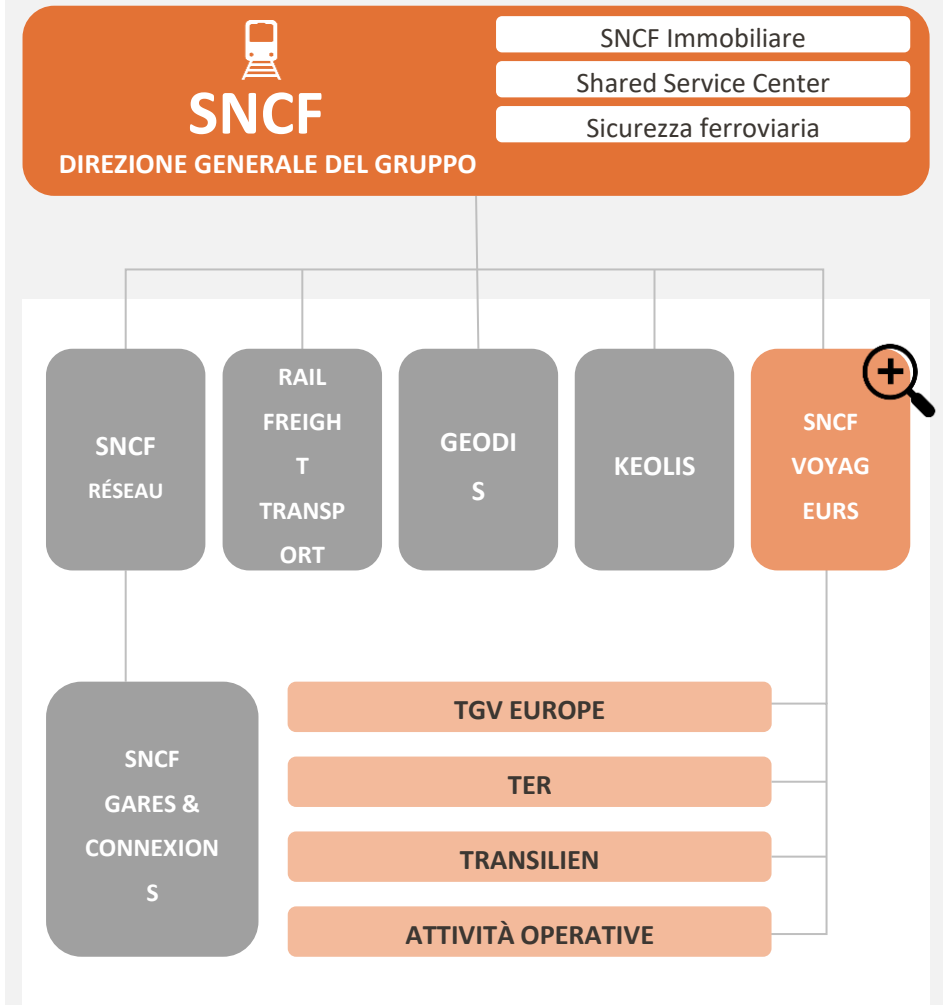 SNCF
DIREZIONE GENERALE DEL GRUPPO
SNCF Immobiliare
Shared Service Center
Sicurezza ferroviaria
SNCF
RÉSEAU
RAIL
FREIGH
T
TRANSP
ORT
GEODI
S
KEOLIS
SNCF
VOYAG
EURS
SNCF
GARES &
CONNEXION
S
TGV EUROPE
TER
TRANSILIEN
ATTIVITÀ OPERATIVE